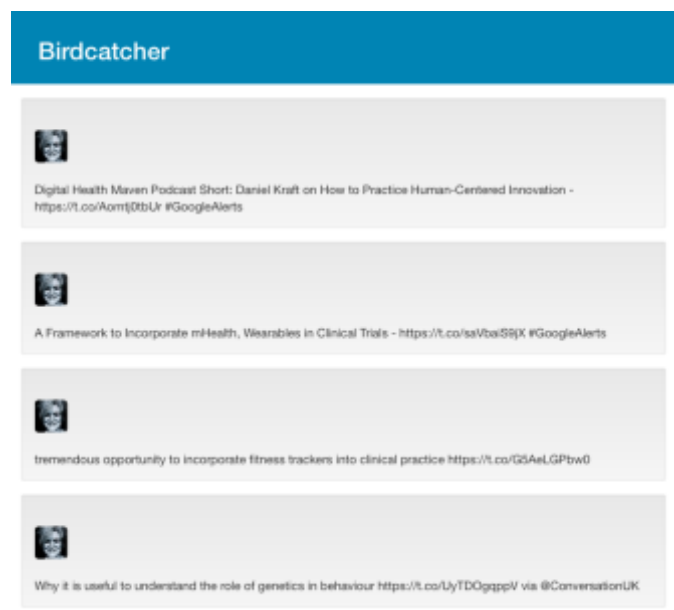 Birdcatcher
Digital Health Maven Podcast Short: Daniel Kraft on How to Practice Human-Centered Innovation -
https://t.co/Aomtj0tbUr #GoogleAlerts
A Framework to Incorporate mHealth, Wearables in Clinical Trials - https://t.co/saVbaiS9jX #GoogleAlerts
tremendous opportunity to incorporate fitness trackers into clinical practice https://t.co/G5AeLGPbw0
Why it is useful to understand the role of genetics in behaviour https://t.co/UyTDOgqppV via @ConversationUK